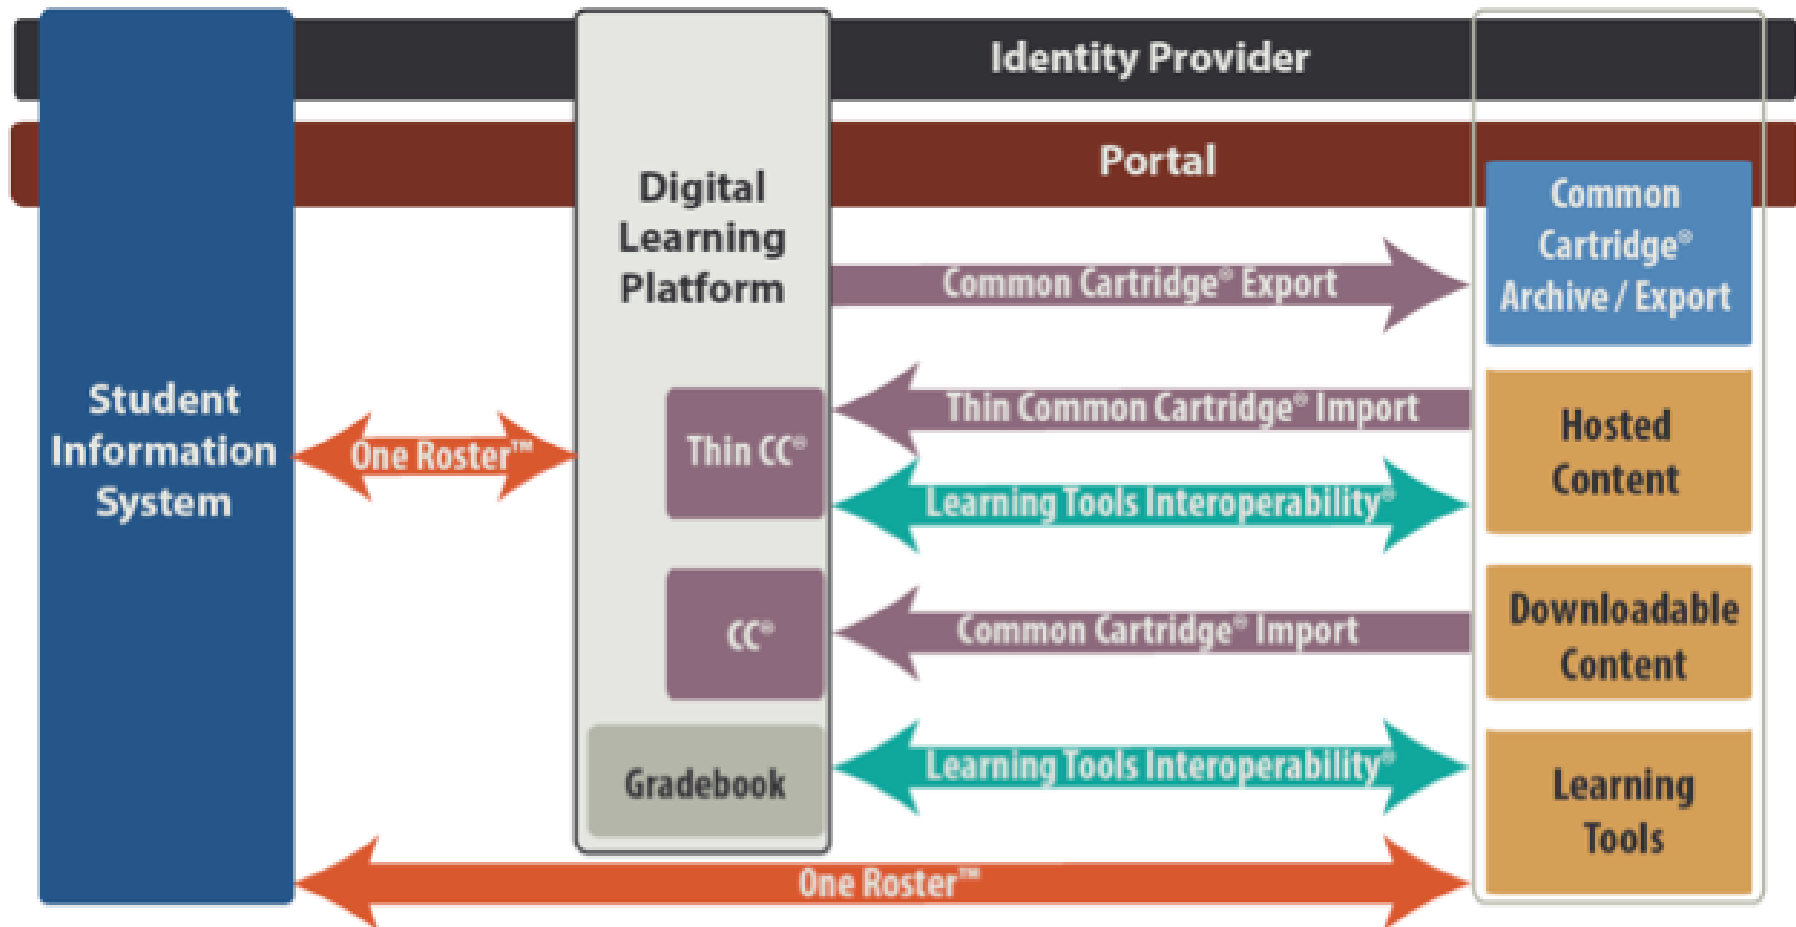 Identity Provider
Portal
Student
Information
System
One Roster™
Digital
Learning
Platform
Thin CC®
CC®
Gradebook
Common Cartridge® Export
Thin Common Cartridge® Import
Learning Tools Interoperability®
Common Cartridge® Import
Learning Tools Interoperability®
One Roster™
Common
Cartridge®
Archive / Export
Hosted
Content
Downloadable
Content
Learning
Tools